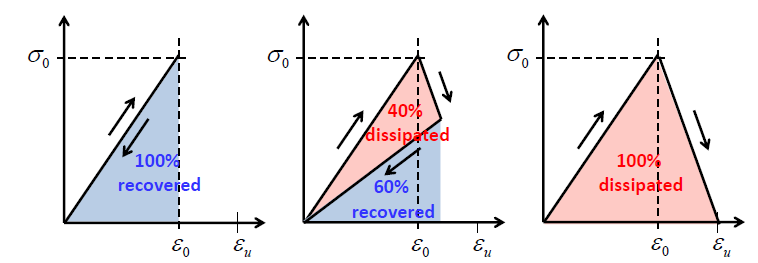 σ0
100%
recovered
ε0
εu
σ0
40%
dissipated
60%
recovered
ε0
εu
σ0
100%
dissipated
ε0
εu